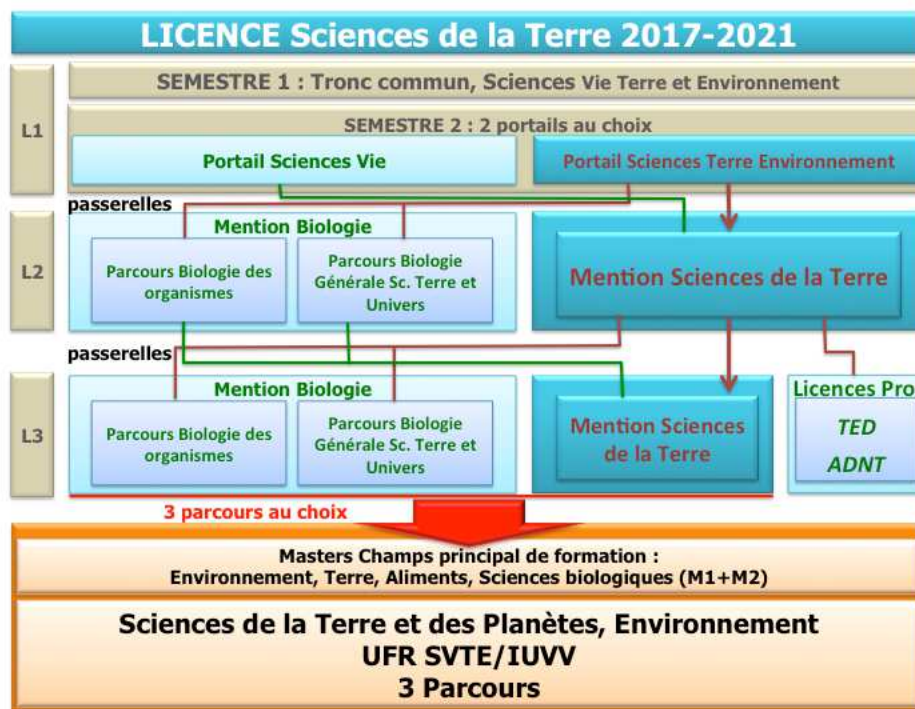 LICENCE Sciences de la Terre 2017-2021
L1
SEMESTRE 1 : Tronc commun, Sciences Vie Terre et Environnement
SEMESTRE 2 : 2 portails au choix
Portail Sciences Vie
Portail Sciences Terre Environnement
passerelles
L2
Mention Biologie
Parcours Biologie des
organismes
Parcours Biologie
Générale Sc. Terre et
Univers
Mention Sciences de la Terre
passerelles
L3
Mention Biologie
Parcours Biologie des
organismes
Parcours Biologie
Générale Sc. Terre et
Univers
Mention Sciences
de la Terre
Licences Pro
TED
ADNT
3 parcours au choix
Masters Champs principal de formation :
Environnement, Terre, Aliments, Sciences biologiques (M1+M2)
Sciences de la Terre et des Planètes, Environnement
UFR SVTE/IUVV
3 Parcours